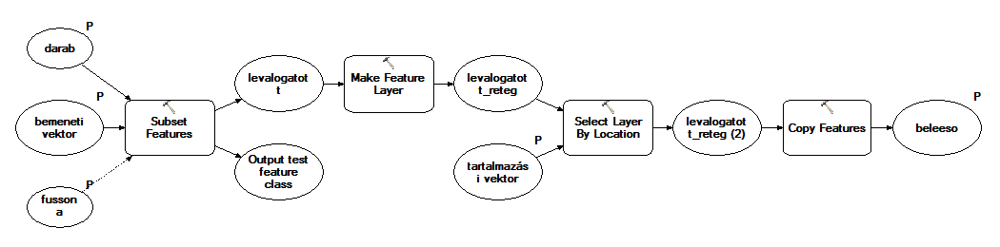 P
darab
P
bemeneti
vektor
P
fusson
a
Subset
Features
levalogatot
t
Output test
feature
class
Make Feature
Layer
levalogatot
t_reteg
P
tartalmazás
i vektor
Select Layer
By Location
levalogatot
t_reteg (2)
Copy Features
P
beleeso